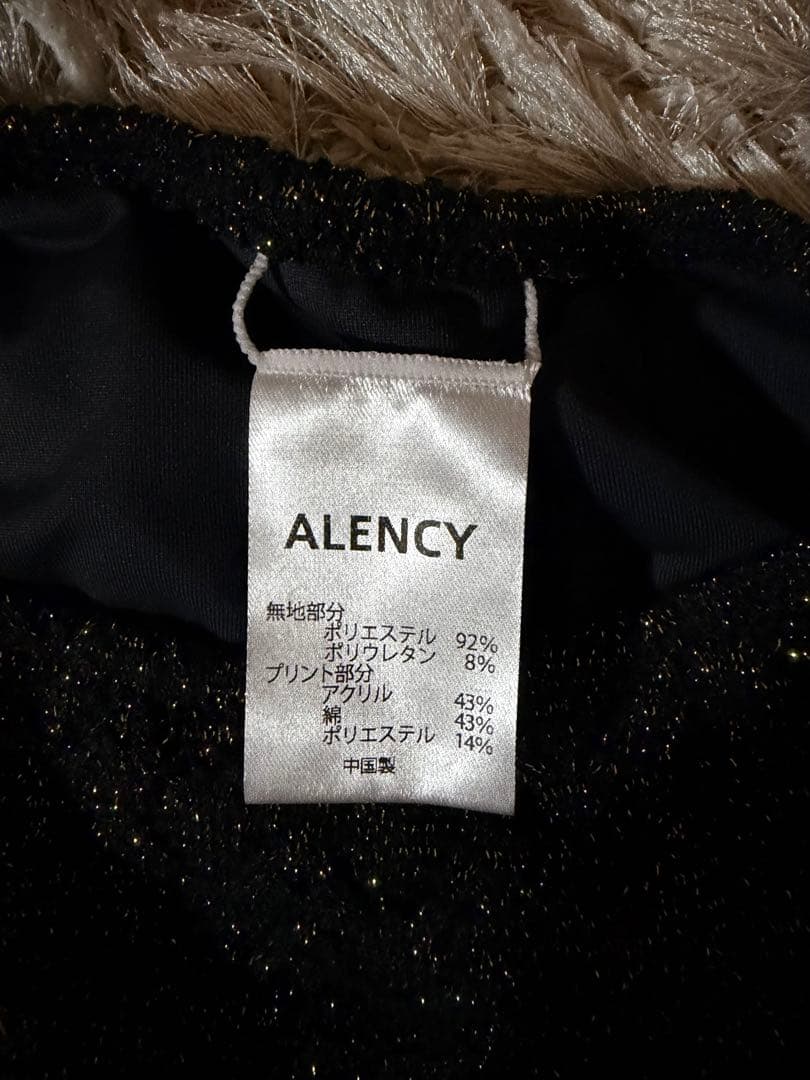 ALENCY
無地部分
ポリエステル 92%
ポリウレタン 8%
プリント部分
アクリル 43%
綿 43%
ポリエステル 14%
中国製